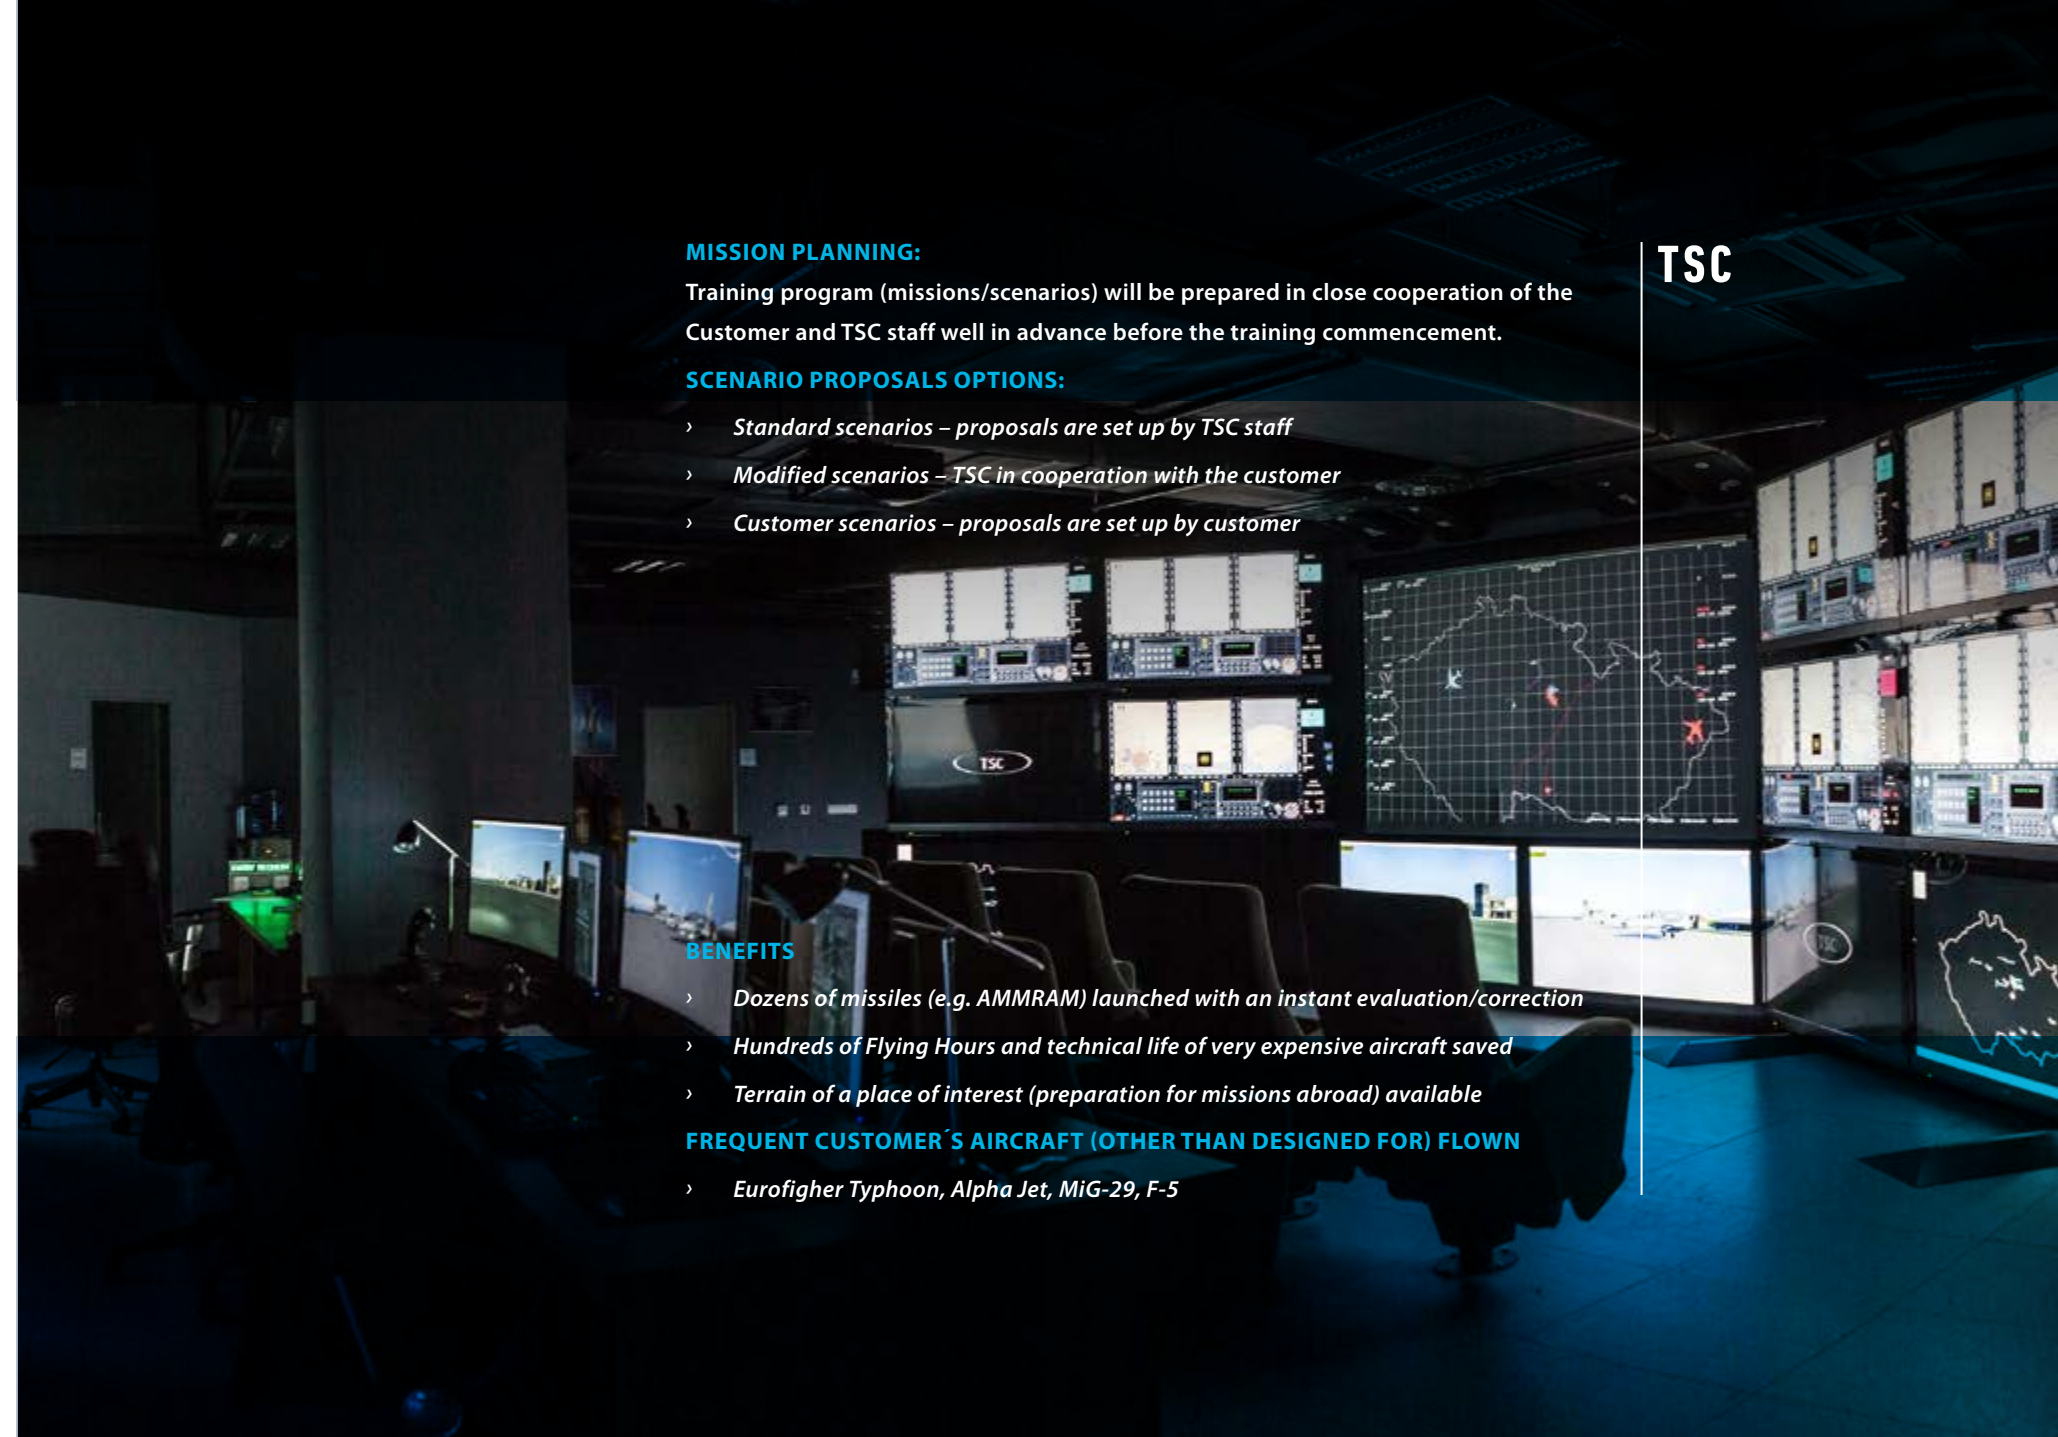 MISSION PLANNING:
Training program (missions/scenarios) will be prepared in close cooperation of the
Customer and TSC staff well in advance before the training commencement.
SCENARIO PROPOSALS OPTIONS:
› Standard scenarios – proposals are set up by TSC staff
› Modified scenarios – TSC in cooperation with the customer
› Customer scenarios – proposals are set up by customer
TSC
TSC
TSC
BENEFITS
› Dozens of missiles (e.g. AMMRAM) launched with an instant evaluation/correction
› Hundreds of Flying Hours and technical life of very expensive aircraft saved
› Terrain of a place of interest (preparation for missions abroad) available
FREQUENT CUSTOMER´S AIRCRAFT (OTHER THAN DESIGNED FOR) FLOWN
› Eurofigher Typhoon, Alpha Jet, MiG-29, F-5